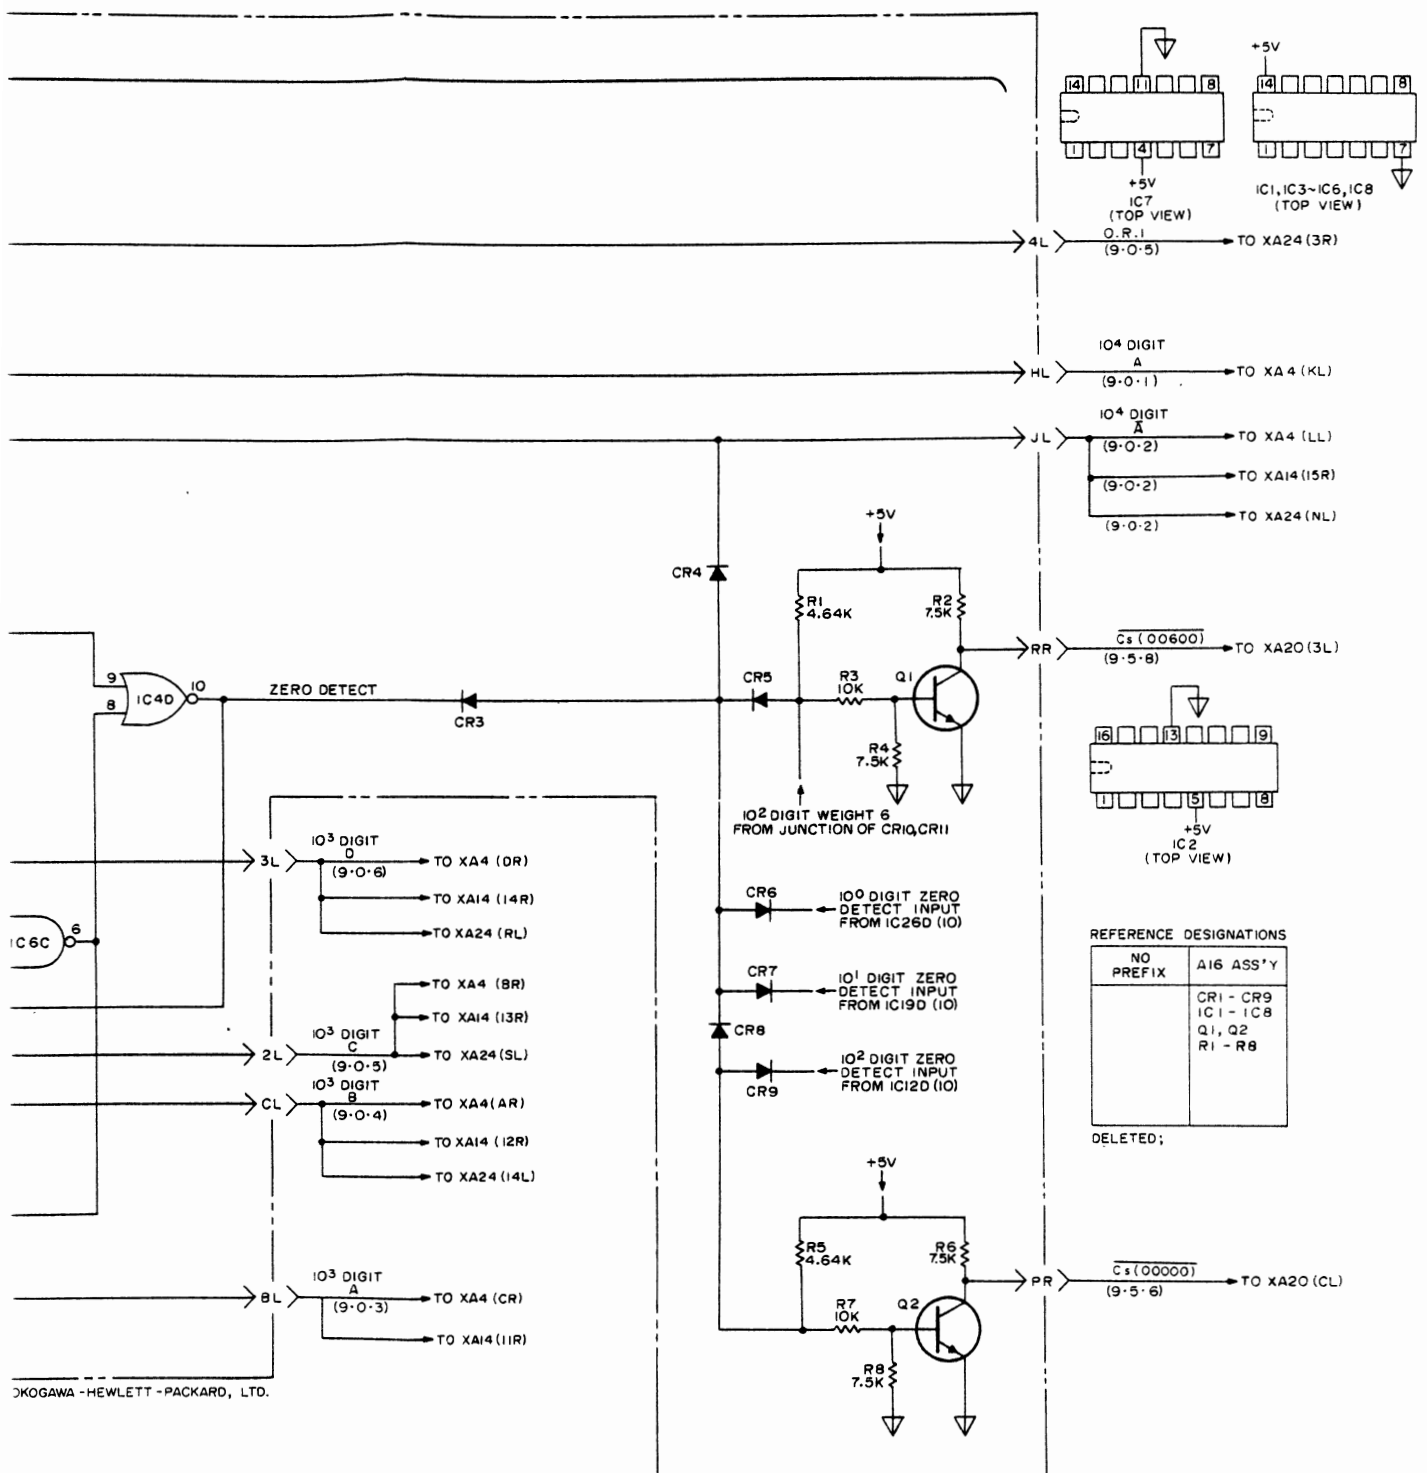 +5V
14 11 8
14 8
1 4 7
1 7
+5V
IC7
(TOP VIEW)
IC1, IC3~IC6, IC8
(TOP VIEW)
4L
O.R.I
(9·0·5)
TO XA24(3R)
HL
10⁴ DIGIT
A
(9·0·1)
TO XA4(KL)
JL
10⁴ DIGIT
A̅
(9·0·2)
TO XA4 (LL)
(9·0·2)
TO XA14(15R)
(9·0·2)
TO XA24(NL)
+5V
CR4
R1
4.64K
R2
7.5K
RR
C̅s̅(̅0̅0̅6̅0̅0̅)̅
(9·5·8)
TO XA20(3L)
9
8
IC4D
10
ZERO DETECT
CR3
CR5
R3
10K
Q1
R4
7.5K
16 13 9
1 5 8
+5V
IC2
(TOP VIEW)
10² DIGIT WEIGHT 6
FROM JUNCTION OF CR10,CR11
3L
10³ DIGIT
D
(9·0·6)
TO XA4 (DR)
TO XA14 (14R)
TO XA24 (RL)
IC6C
6
CR6
10⁰ DIGIT ZERO
DETECT INPUT
FROM IC26D (10)
CR7
10¹ DIGIT ZERO
DETECT INPUT
FROM IC19D (10)
CR8
CR9
10² DIGIT ZERO
DETECT INPUT
FROM IC12D (10)
REFERENCE DESIGNATIONS
NO
PREFIX
A16 ASS'Y
CR1 - CR9
IC1 - IC8
Q1, Q2
R1 - R8
DELETED;
2L
10³ DIGIT
C
(9·0·5)
TO XA4 (BR)
TO XA14 (13R)
TO XA24(SL)
CL
10³ DIGIT
B
(9·0·4)
TO XA4(AR)
TO XA14 (12R)
TO XA24 (14L)
+5V
R5
4.64K
R6
7.5K
PR
C̅s̅(̅0̅0̅0̅0̅0̅)̅
(9·5·6)
TO XA20 (CL)
R7
10K
Q2
R8
7.5K
BL
10³ DIGIT
A
(9·0·3)
TO XA4 (CR)
TO XA14(11R)
OKOGAWA-HEWLETT-PACKARD, LTD.